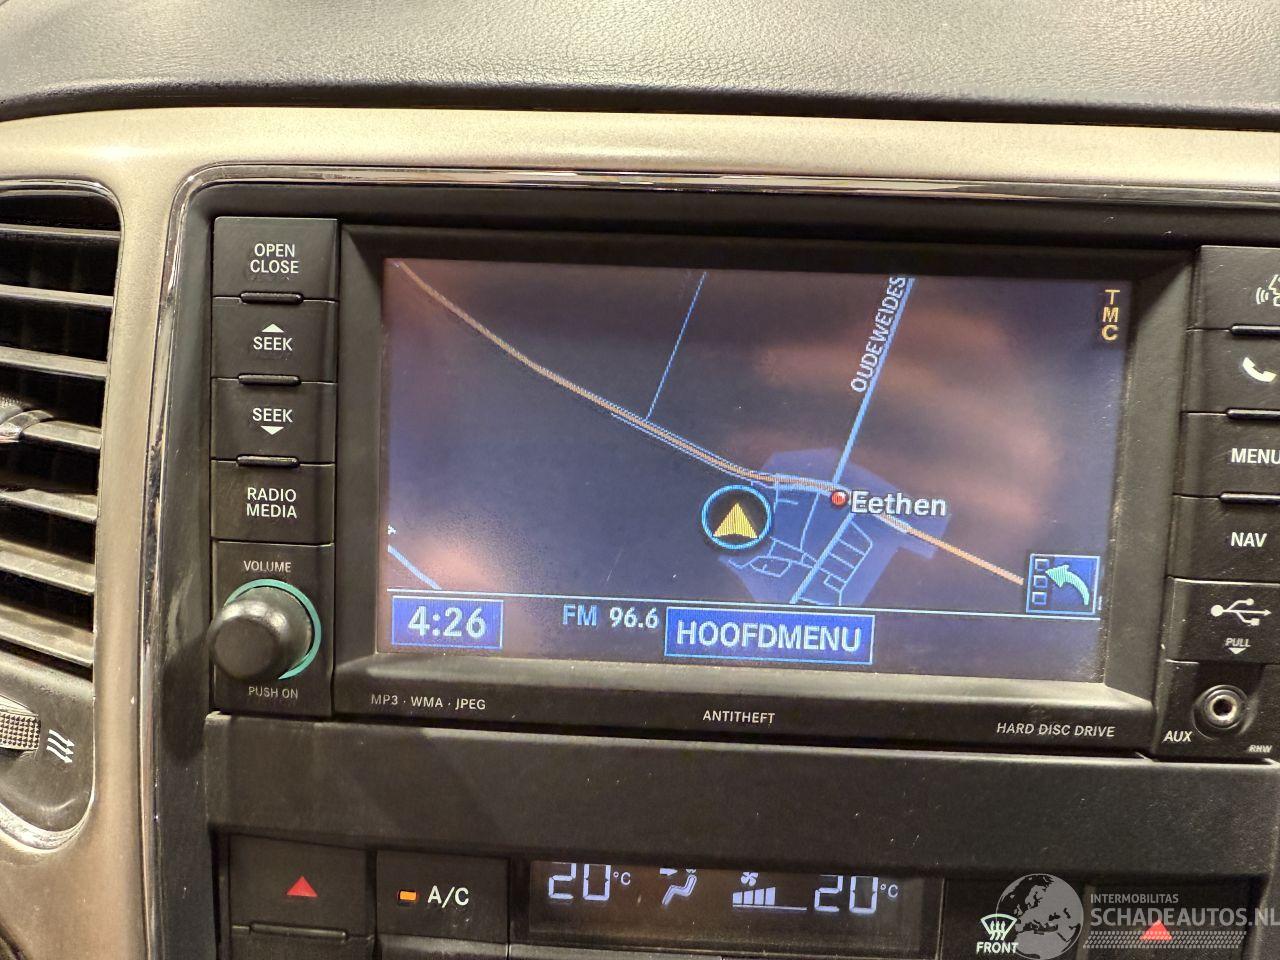 OPEN
CLOSE
SEEK
SEEK
RADIO
MEDIA
VOLUME
PUSH ON
OUDEWEIDES
TMC
Eethen
4:26
FM 96.6
HOOFDMENU
MP3 · WMA · JPEG
ANTITHEFT
HARD DISC DRIVE
MENU
NAV
PULL
AUX
RHW
A/C
20°C
20°C
FRONT
INTERMOBILITAS
SCHADEAUTOS.NL